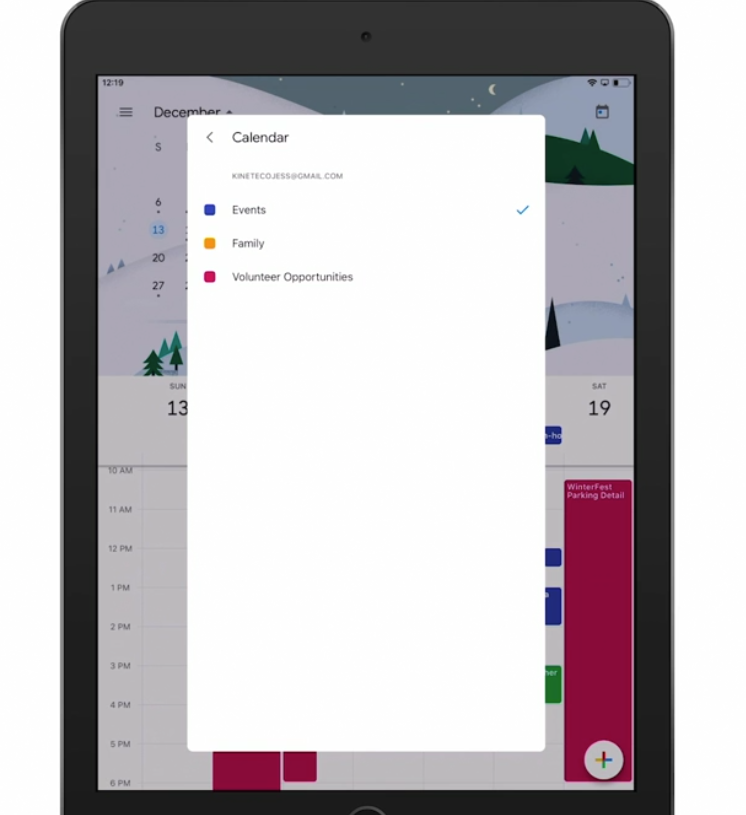 12:19
December
Calendar
S
KINETECOJESS@GMAIL.COM
6
Events
13
Family
20
Volunteer Opportunities
27
SUN
SAT
13
19
n-ho
10 AM
WinterFest
Parking Detail
11 AM
12 PM
1 PM
2 PM
3 PM
her
4 PM
5 PM
6 PM